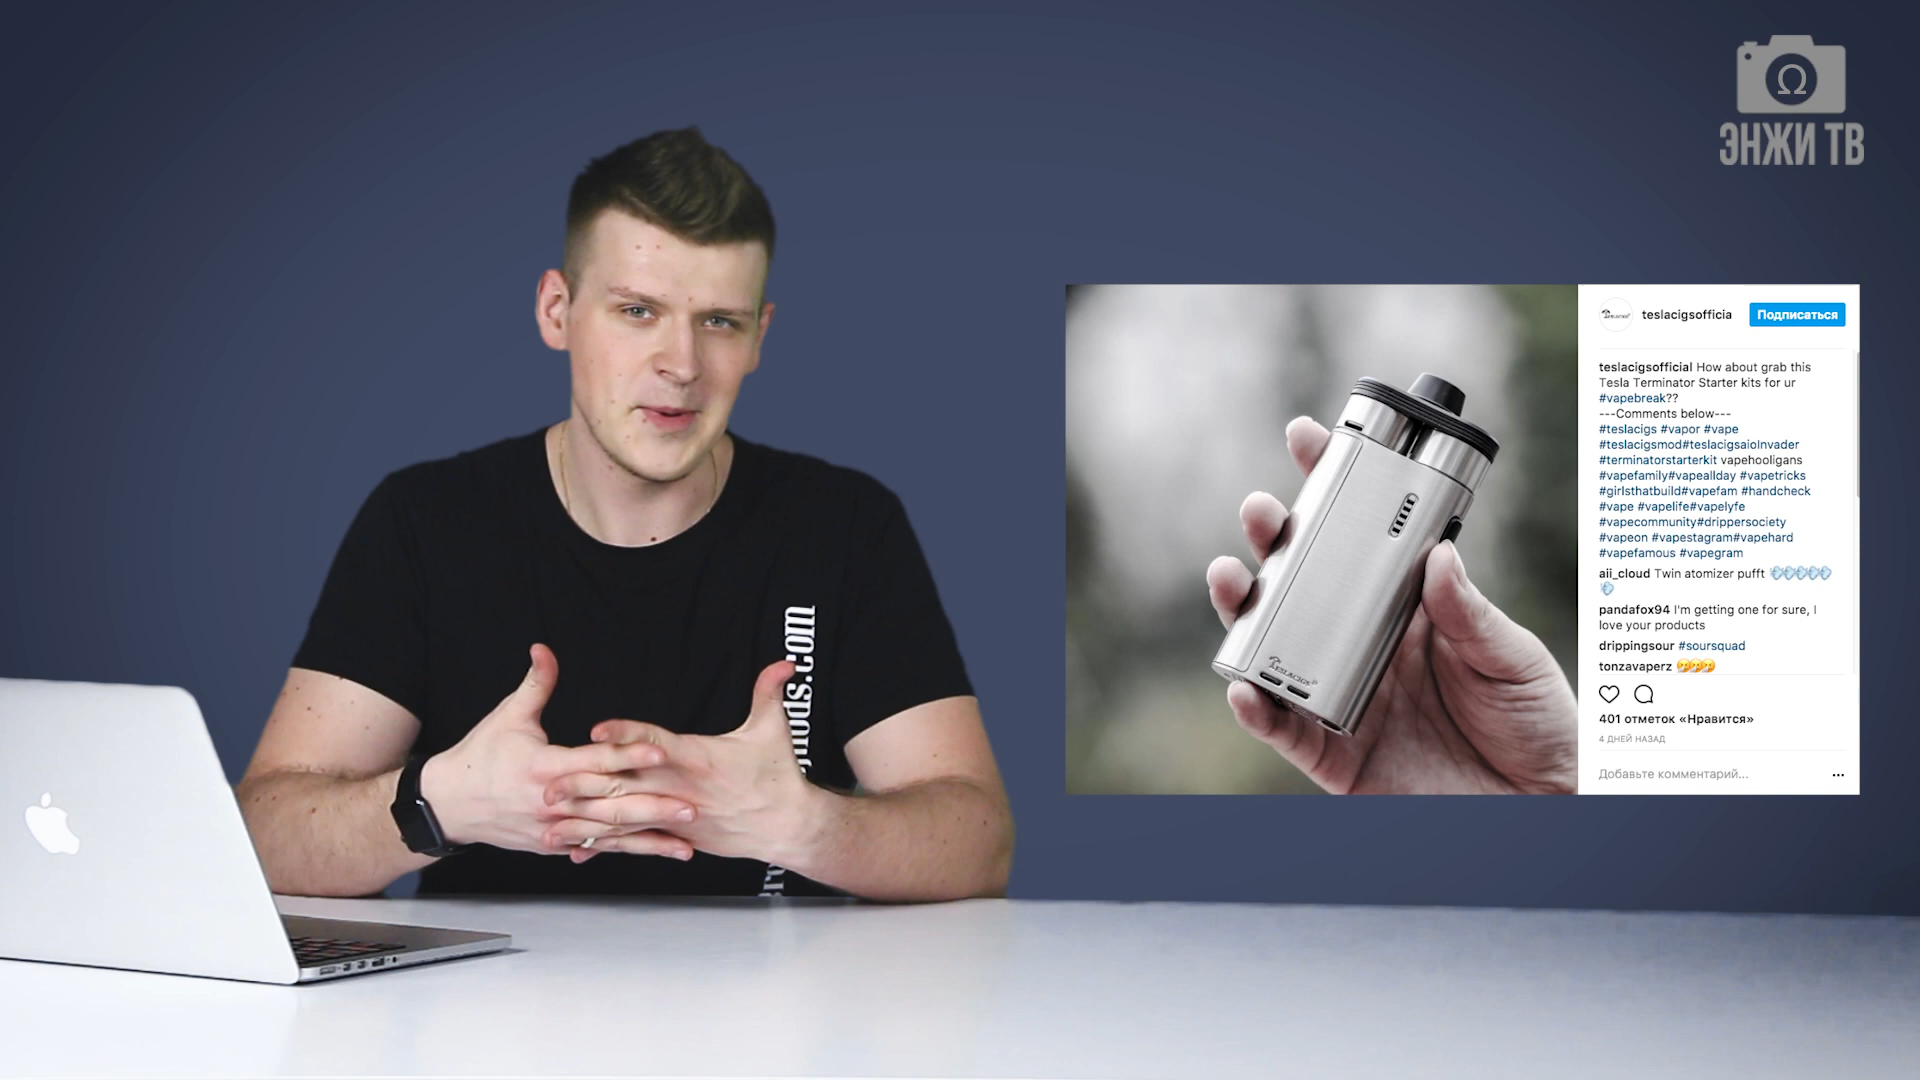 Ω
ЭНЖИ ТВ
teslacigsofficia
Подписаться
teslacigsofficial How about grab this
Tesla Terminator Starter kits for ur
#vapebreak??
---Comments below---
#teslacigs #vapor #vape
#teslacigsmod#teslacigsaioInvader
#terminatorstarterkit vapehooligans
#vapefamily#vapeallday #vapetricks
#girlsthatbuild#vapefam #handcheck
#vape #vapelife#vapelyfe
#vapecommunity#drippersociety
#vapeon #vapestagram#vapehard
#vapefamous #vapegram
aii_cloud Twin atomizer pufft 💨💨💨💨💨
💨
pandafox94 I'm getting one for sure, I
love your products
drippingsour #soursquad
tonzavaperz
401 отметок «Нравится»
4 ДНЕЙ НАЗАД
Добавьте комментарий...
TESLACIGS
mods.com